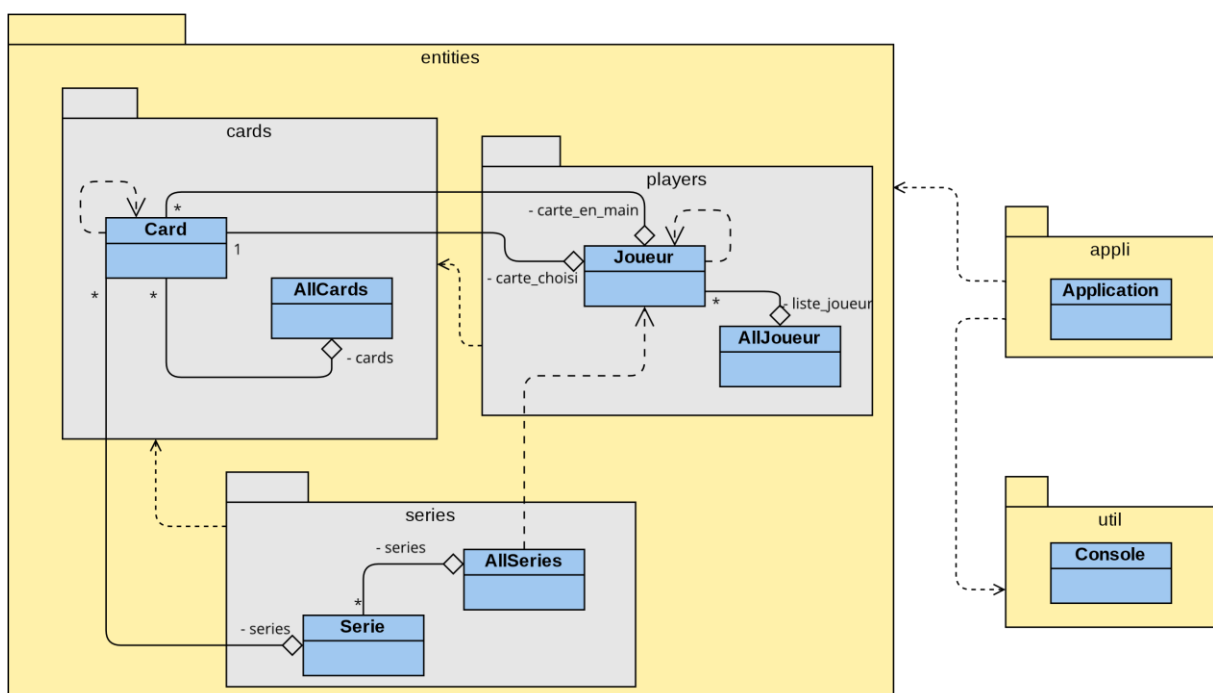 entities
cards
players
*
- carte_en_main
Card
1
Joueur
- carte_choisi
appli
Application
*
*
AllCards
*
- liste_joueur
AllJoueur
- cards
series
util
- series
AllSeries
Console
*
- series
Serie